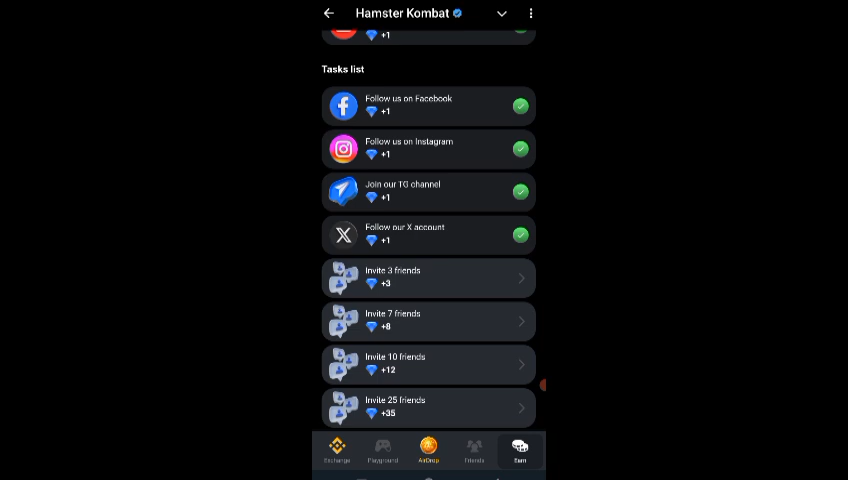 Hamster Kombat
+1
Tasks list
Follow us on Facebook
+1
Follow us on Instagram
+1
Join our TG channel
+1
Follow our X account
+1
Invite 3 friends
+3
Invite 7 friends
+8
Invite 10 friends
+12
Invite 25 friends
+35
Exchange Playground AirDrop Friends Earn